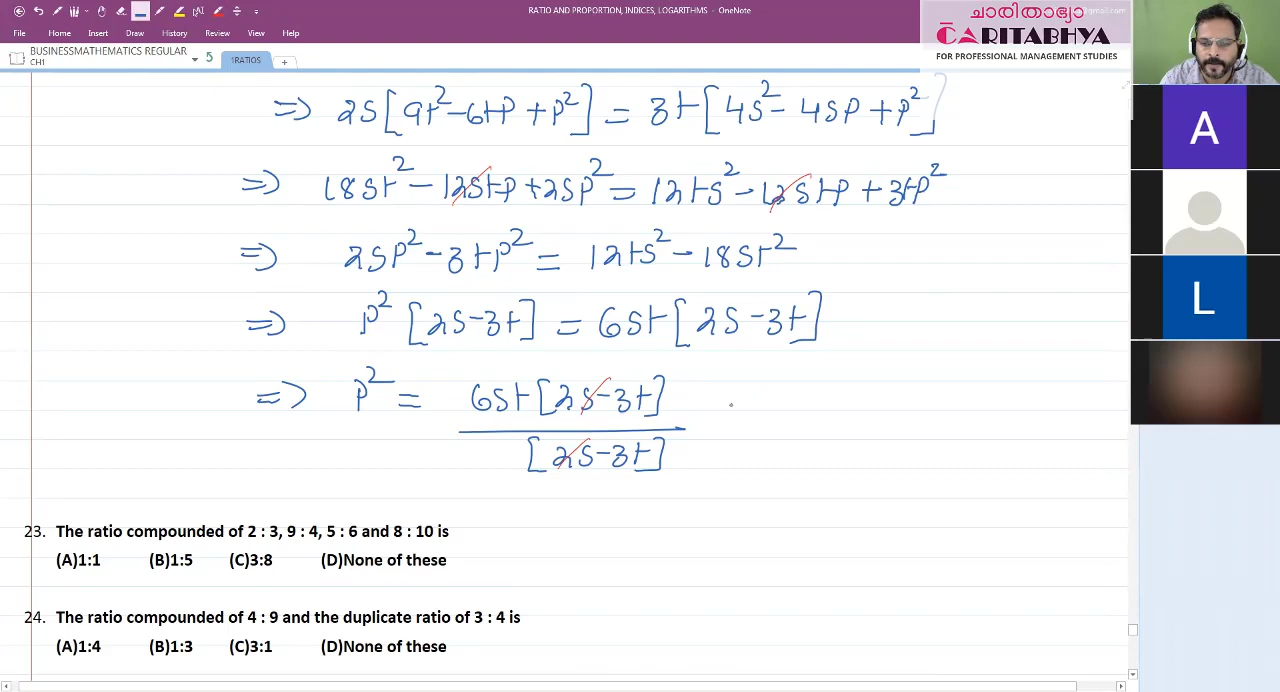 RATIO AND PROPORTION, INDICES, LOGARITHMS - OneNote
ചാരിതാഭ്യാ
@gmail.com
CARITABHYA
FOR PROFESSIONAL MANAGEMENT STUDIES
File Home Insert Draw History Review View Help
BUSINESSMATHEMATICS REGULAR
CH1
5
1RATIOS
⇒ 2s[9t² - 6tp + p²] = 3t[4s² - 4sp + p²]
⇒ 18st² - 12stp + 2sp² = 12ts² - 12stp + 3tp²
⇒ 2sp² - 3tp² = 12ts² - 18st²
⇒ p² [2s - 3t] = 6st [2s - 3t]
⇒ p² = 6st [2s - 3t]
[2s - 3t]
23. The ratio compounded of 2 : 3, 9 : 4, 5 : 6 and 8 : 10 is
(A)1:1 (B)1:5 (C)3:8 (D)None of these
24. The ratio compounded of 4 : 9 and the duplicate ratio of 3 : 4 is
(A)1:4 (B)1:3 (C)3:1 (D)None of these
A
L